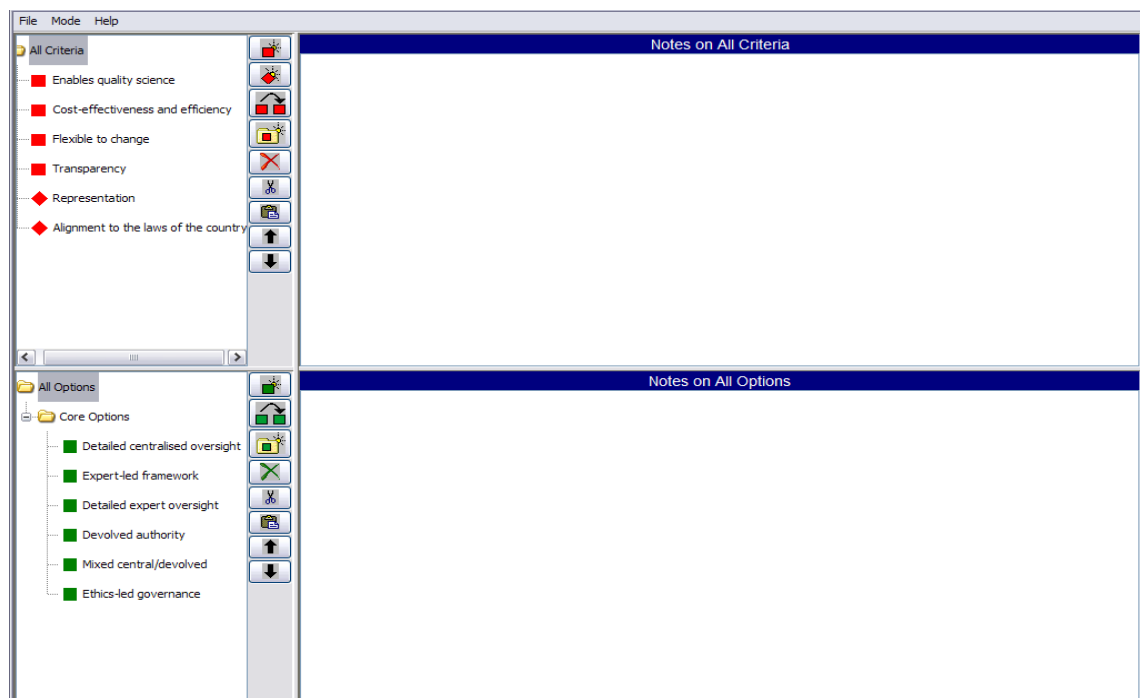 File Mode Help
All Criteria
Enables quality science
Cost-effectiveness and efficiency
Flexible to change
Transparency
Representation
Alignment to the laws of the country
Notes on All Criteria
All Options
Core Options
Detailed centralised oversight
Expert-led framework
Detailed expert oversight
Devolved authority
Mixed central/devolved
Ethics-led governance
Notes on All Options